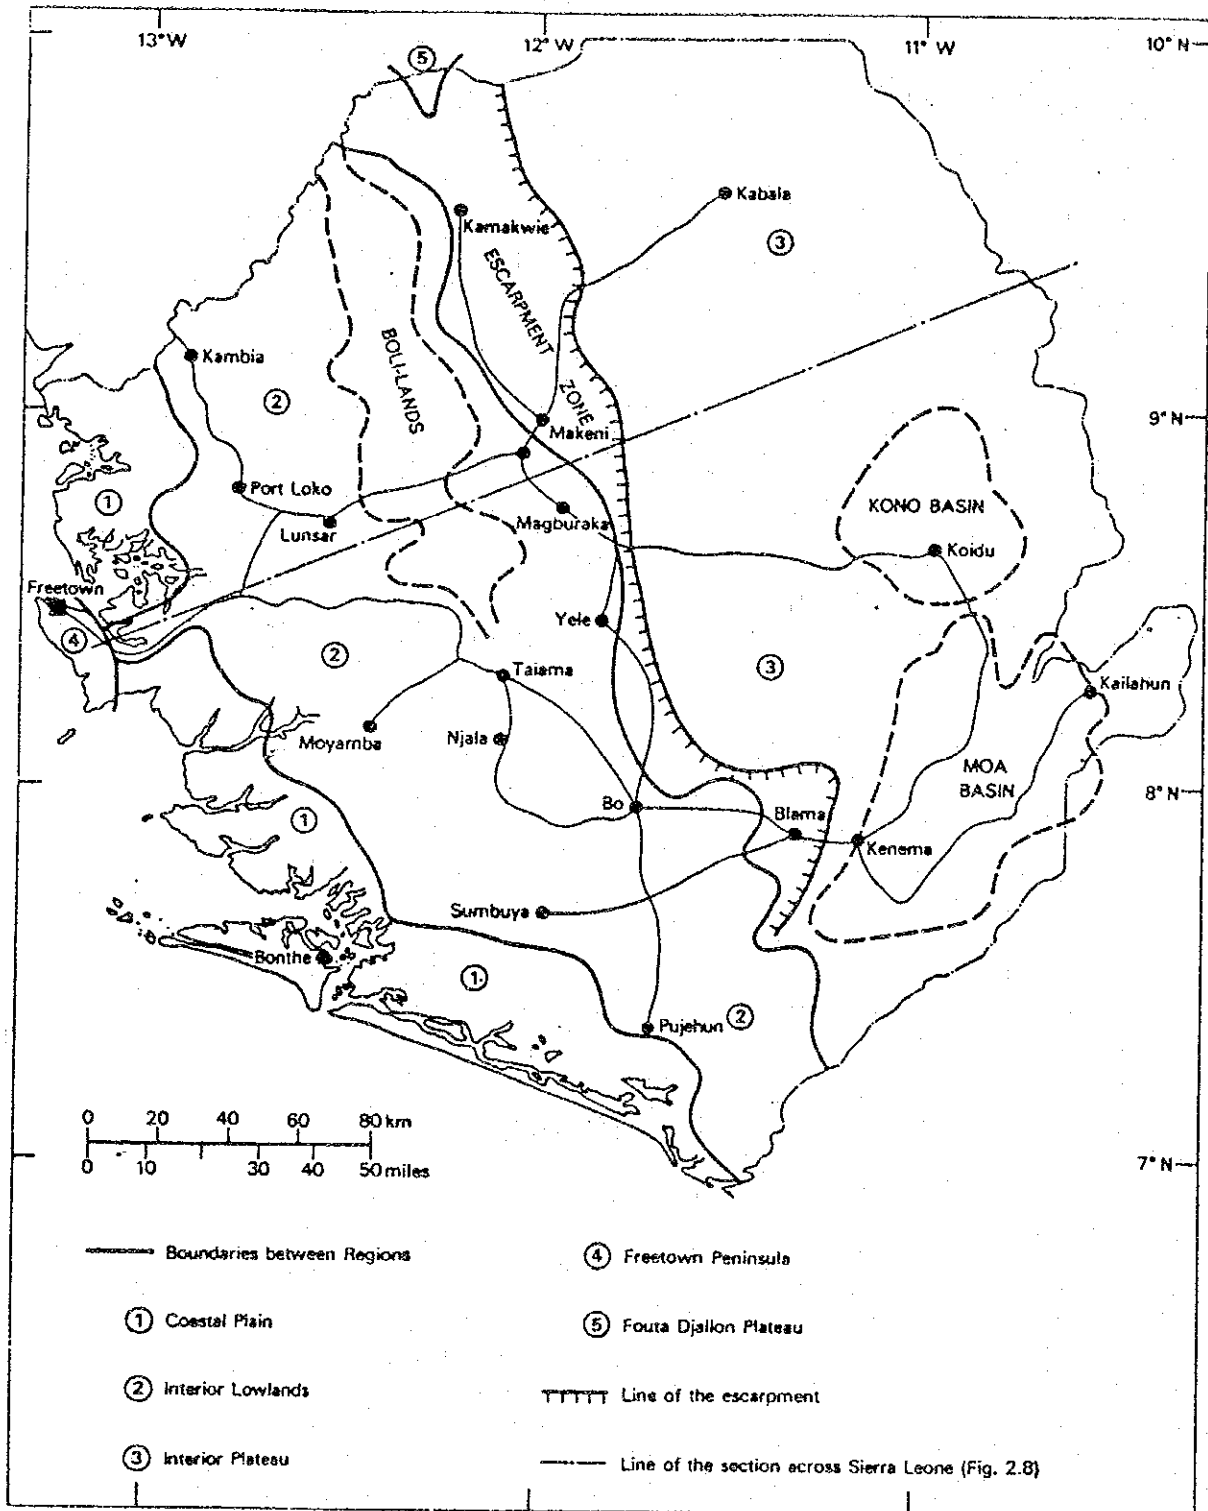 13°W
12°W
11°W
10°N
5
Kabala
Kamakwie
3
ESCARPMENT
ZONE
BOLI-LANDS
Kambia
2
9°N
Makeni
Port Loko
1
KONO BASIN
Magburaka
Lunsar
Koidu
Freetown
Yele
4
2
3
Taiama
Kailahun
Moyamba
Njala
MOA
BASIN
8°N
Bo
Blama
1
Kenema
Sumbuya
Bonthe
1
Pujehun
2
0 20 40 60 80 km
0 10 30 40 50 miles
7°N
Boundaries between Regions
4 Freetown Peninsula
1 Coastal Plain
5 Fouta Djallon Plateau
2 Interior Lowlands
Line of the escarpment
3 Interior Plateau
Line of the section across Sierra Leone (Fig. 2.8)